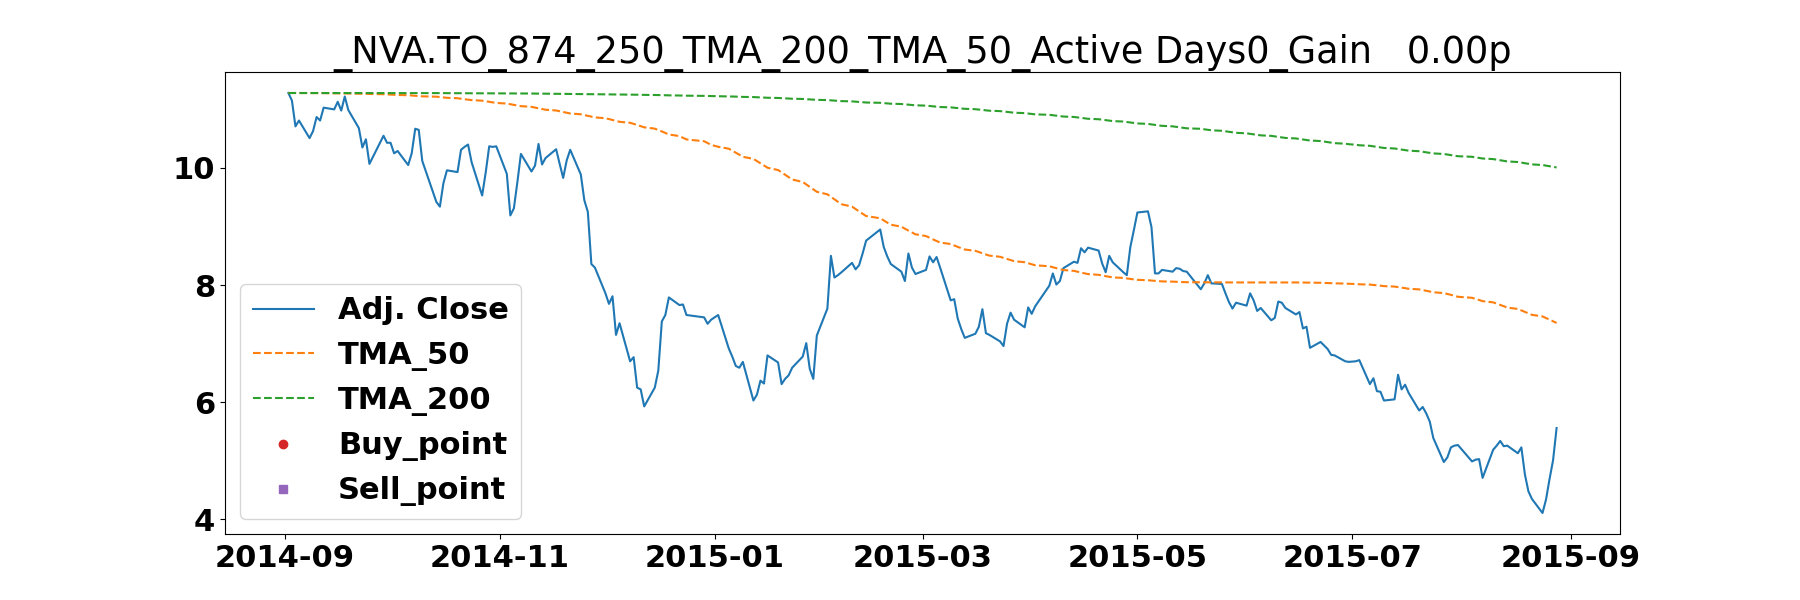 _NVA.TO_874_250_TMA_200_TMA_50_Active Days0_Gain   0.00p
10
8
6
4
Adj. Close
TMA_50
TMA_200
Buy_point
Sell_point
2014-09 2014-11 2015-01 2015-03 2015-05 2015-07 2015-09